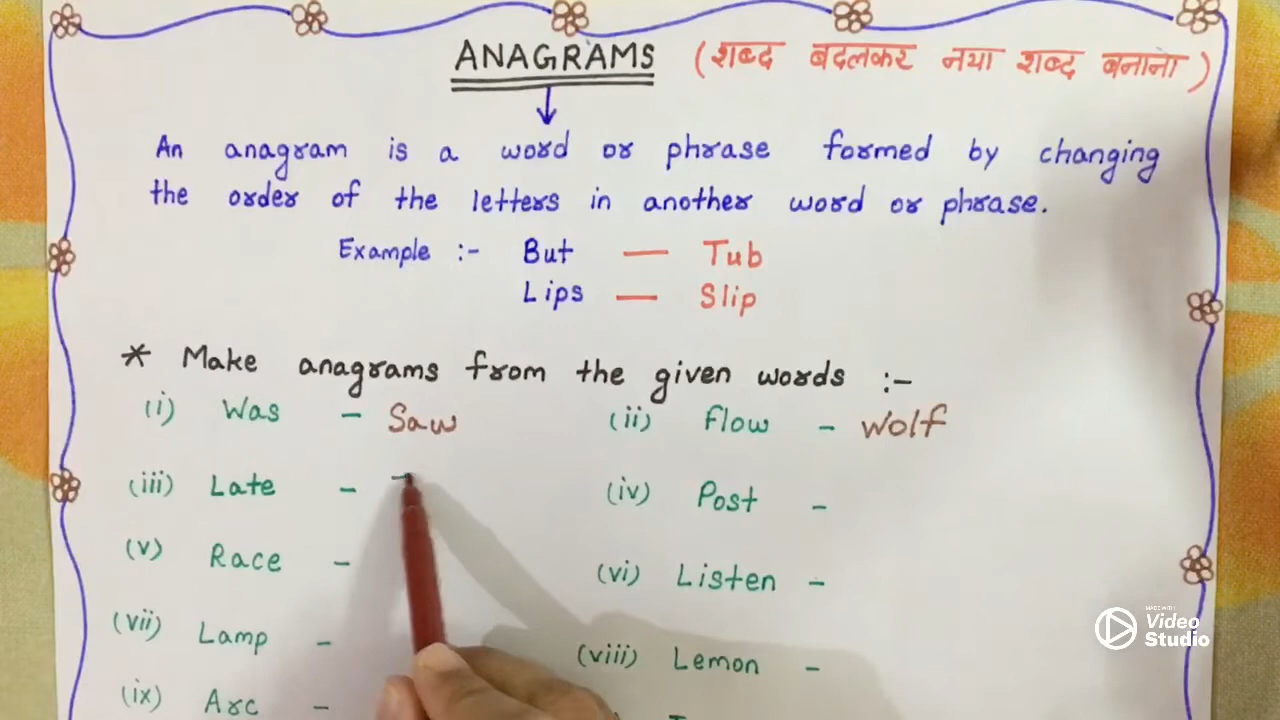 ANAGRAMS (शब्द बदलकर नया शब्द बनाना)
An anagram is a word or phrase formed by changing
the order of the letters in another word or phrase.
Example :- But — Tub
Lips — Slip
* Make anagrams from the given words :-
(i) Was - Saw (ii) Flow - Wolf
(iii) Late - (iv) Post -
(v) Race - (vi) Listen -
(vii) Lamp - (viii) Lemon -
(ix) Arc -
MADE WITH
Video
Studio